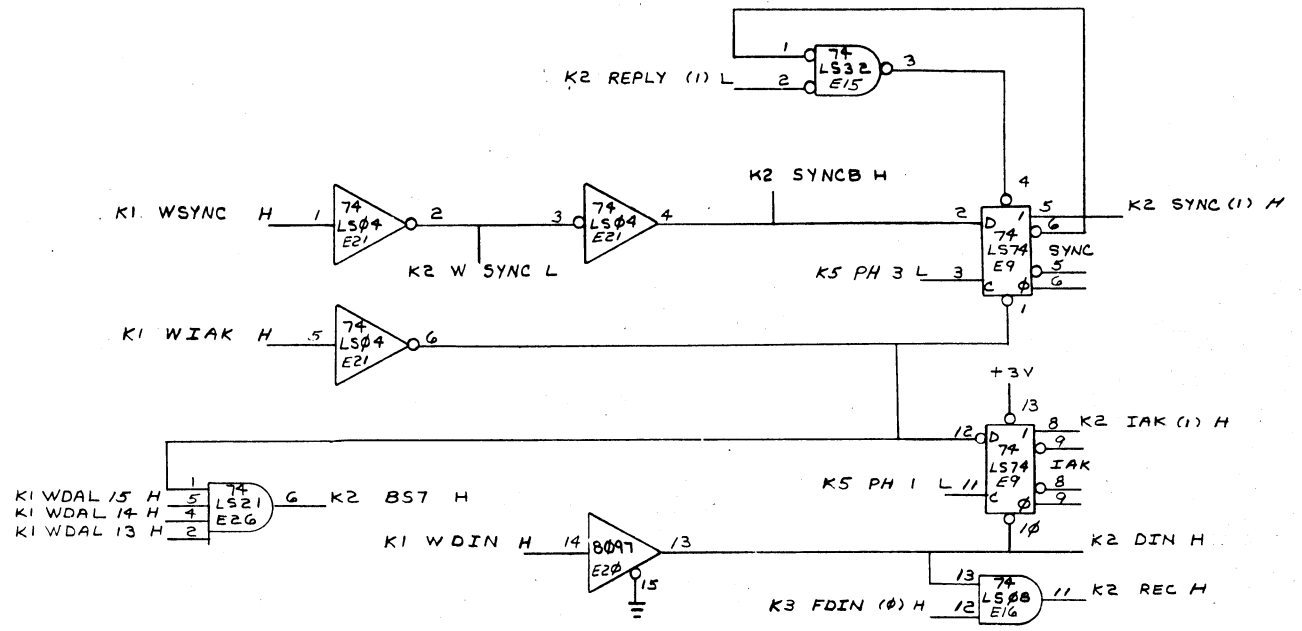 1
74
LS32
E15
3
K2 REPLY (1) L
2
4
K2 SYNCB H
K1 WSYNC H
1
74
LSØ4
E21
2
3
74
LSØ4
E21
4
2
D
1
5
K2 SYNC (1) H
6
74
LS74
E9
SYNC
K2 W SYNC L
K5 PH 3 L
3
C
Ø
5
6
1
K1 WIAK H
5
74
LSØ4
E21
6
+3V
13
12
D
1
8
K2 IAK (1) H
9
74
LS74
E9
IAK
K5 PH 1 L
11
C
Ø
8
9
1Ø
K1 WDAL 15 H
K1 WDAL 14 H
K1 WDAL 13 H
1
5
4
2
74
LS21
E26
6
K2 BS7 H
K1 WDIN H
14
8Ø97
E2Ø
13
15
K2 DIN H
13
74
LSØ8
E16
11
K2 REC H
K3 FDIN (Ø) H
12